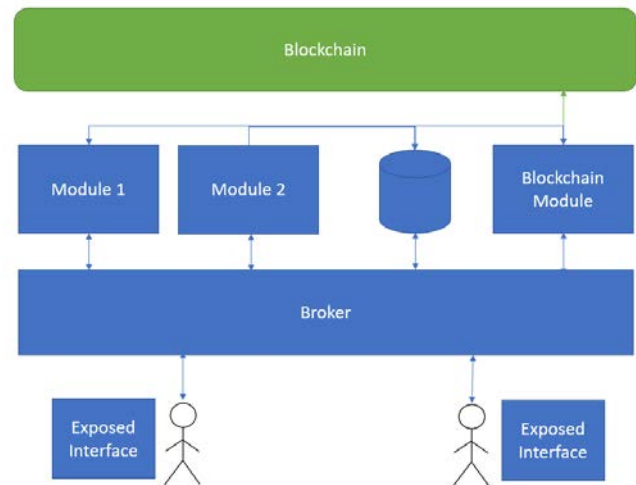 Blockchain
Module 1
Module 2
Blockchain
Module
Broker
Exposed
Interface
Exposed
Interface